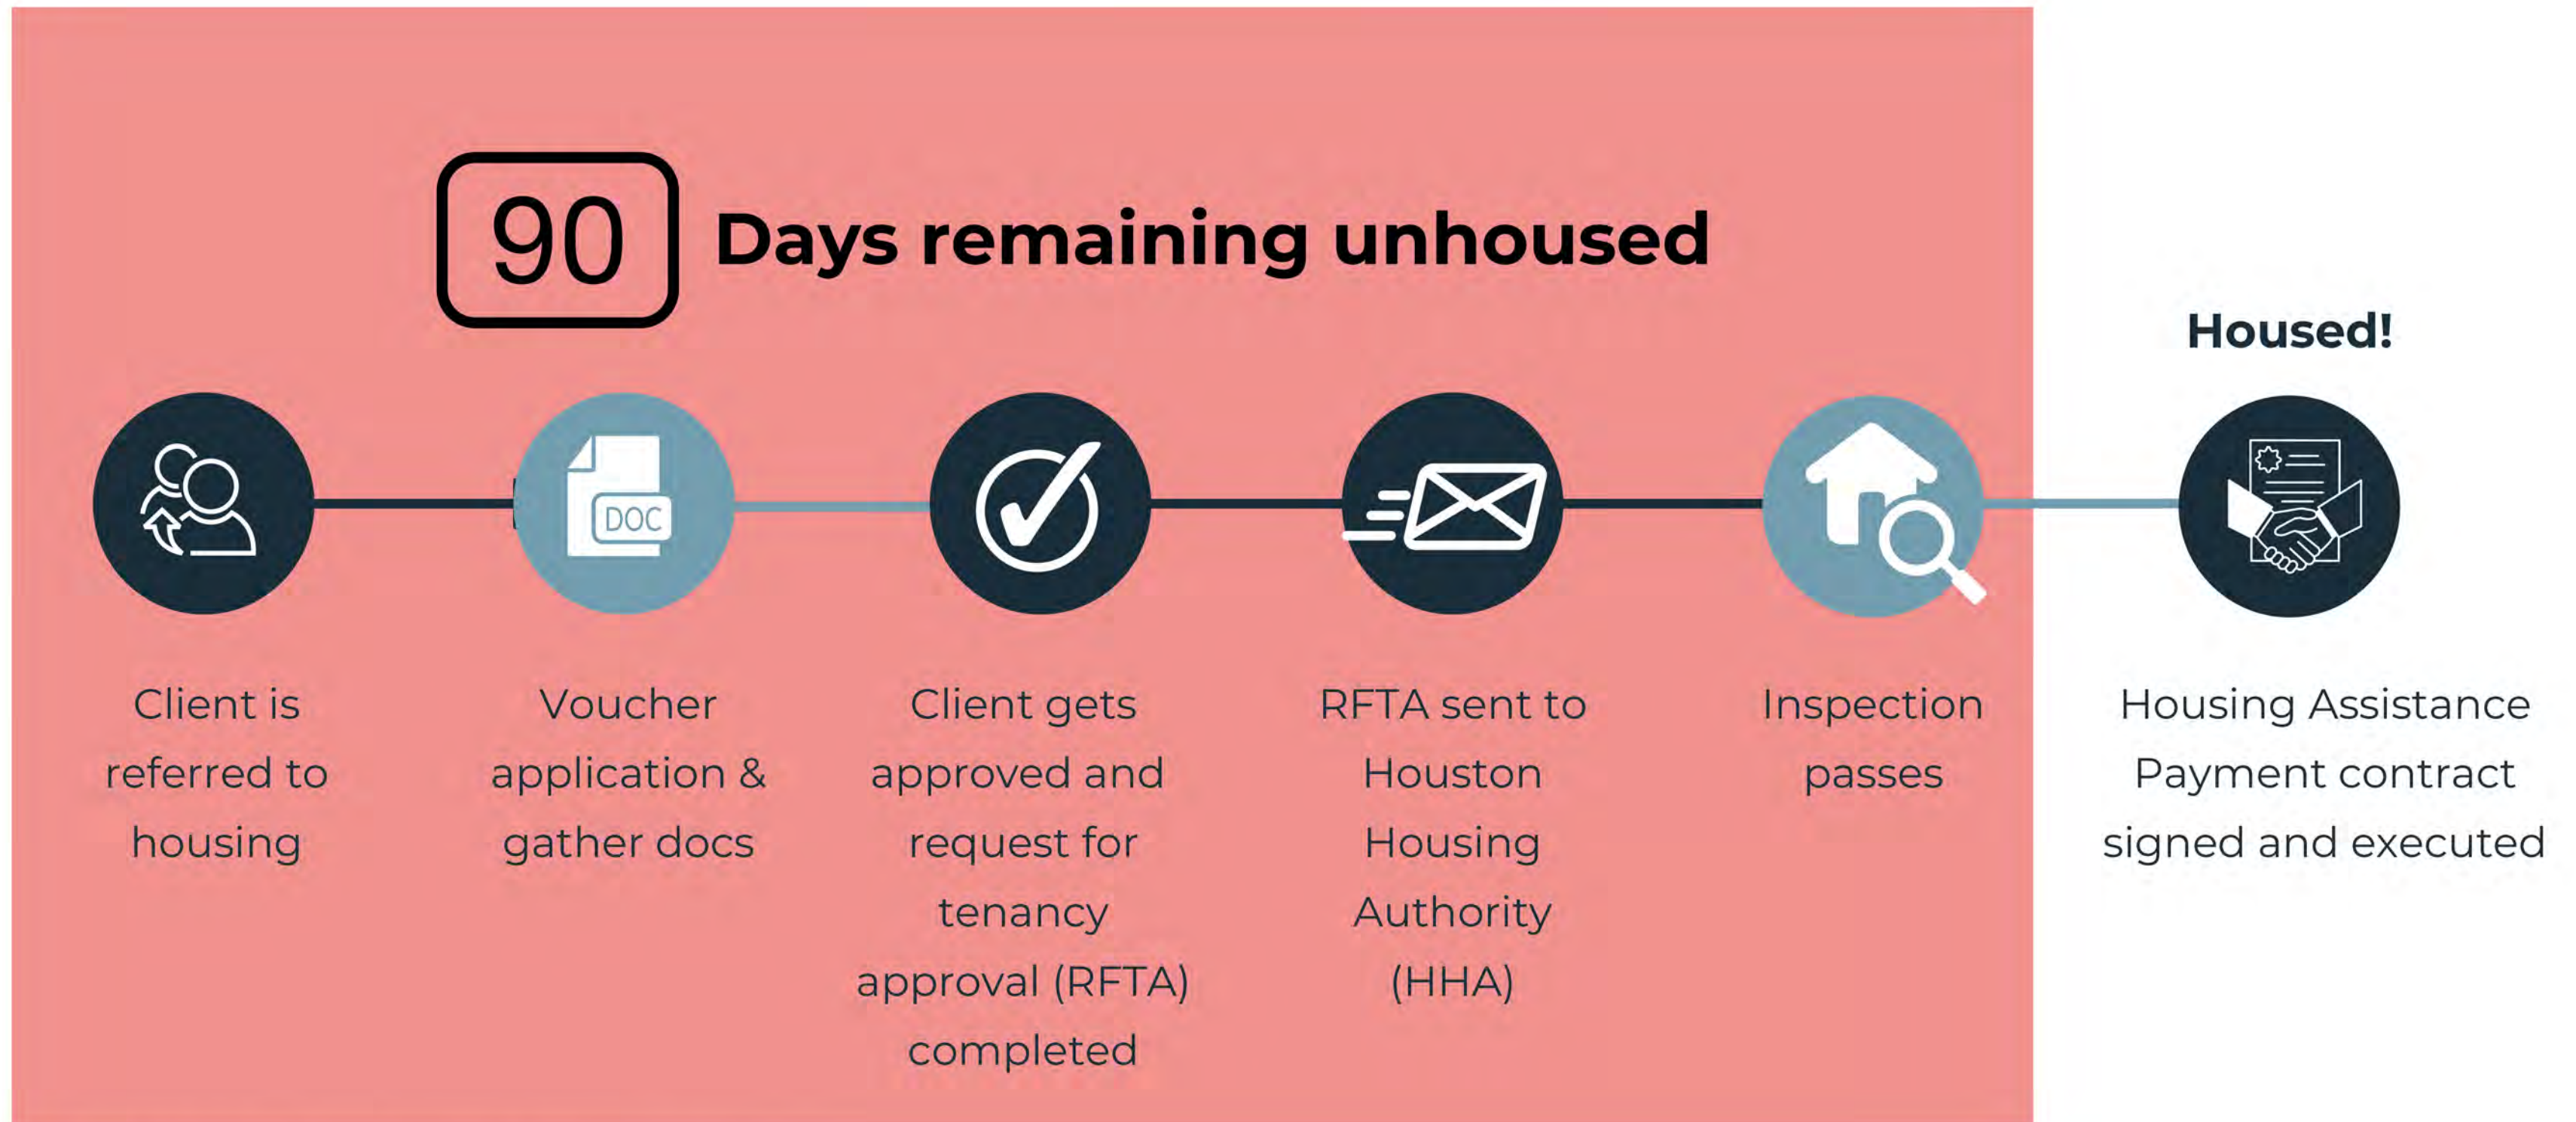 90 Days remaining unhoused
Housed!
DOC
Client is
referred to
housing
Voucher
application &
gather docs
Client gets
approved and
request for
tenancy
approval (RFTA)
completed
RFTA sent to
Houston
Housing
Authority
(HHA)
Inspection
passes
Housing Assistance
Payment contract
signed and executed